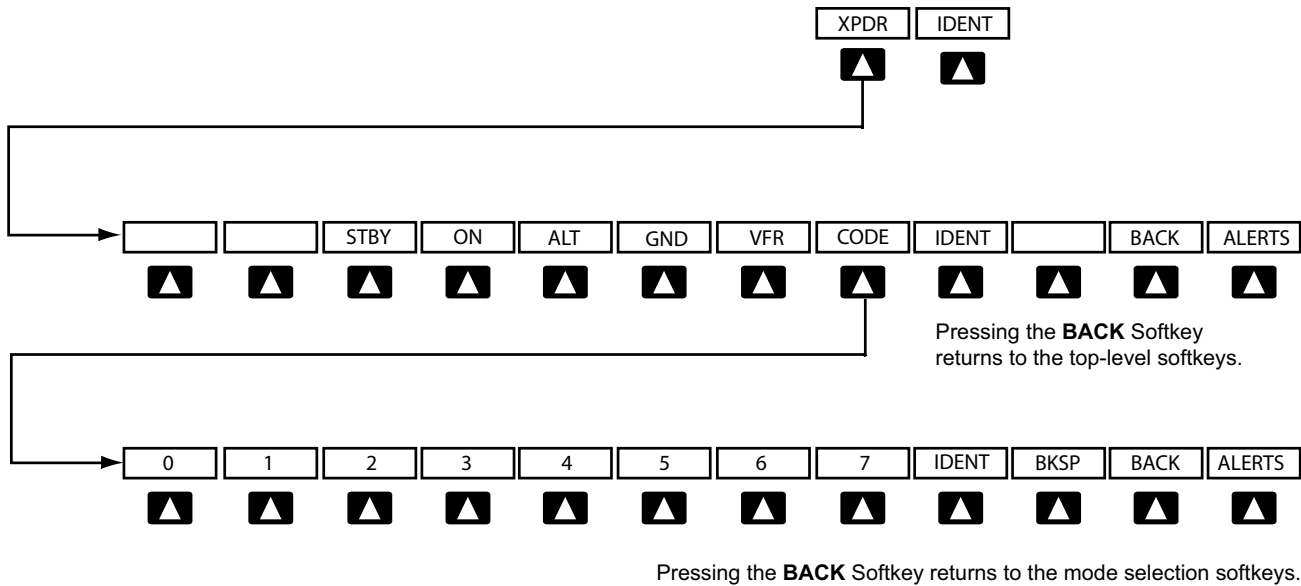 XPDR IDENT
STBY ON ALT GND VFR CODE IDENT BACK ALERTS
Pressing the BACK Softkey
returns to the top-level softkeys.
0 1 2 3 4 5 6 7 IDENT BKSP BACK ALERTS
Pressing the BACK Softkey returns to the mode selection softkeys.